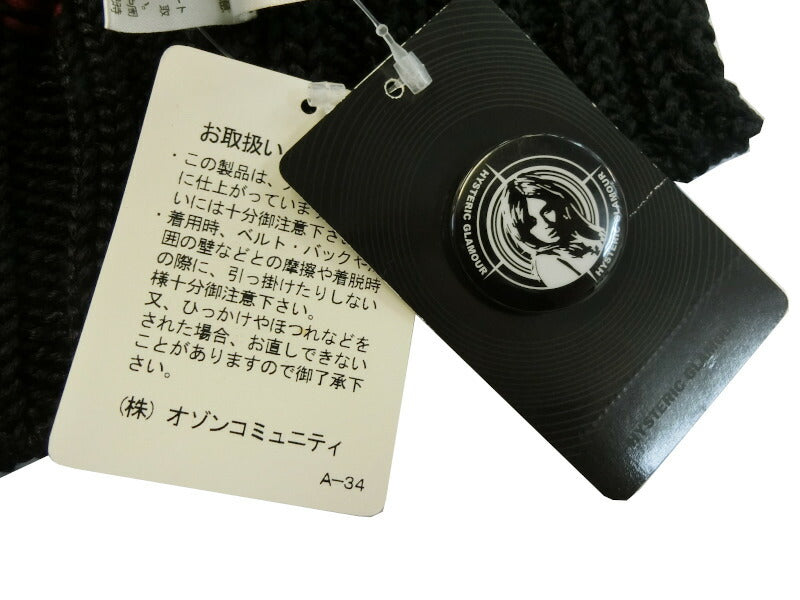 お取扱い
・この製品は、
に仕上がっていま
いには十分御注意下さ
・着用時、ベルト・バックや
囲の壁などとの摩擦や着脱時
の際に、引っ掛けたりしない
様十分御注意下さい。
又、ひっかけやほつれなどを
された場合、お直しできない
ことがありますので御了承下
さい。
(株) オゾンコミュニティ
A-34
HYSTERIC GLAMOUR
HYSTERIC GLAMOUR
HYSTERIC GLAMOUR